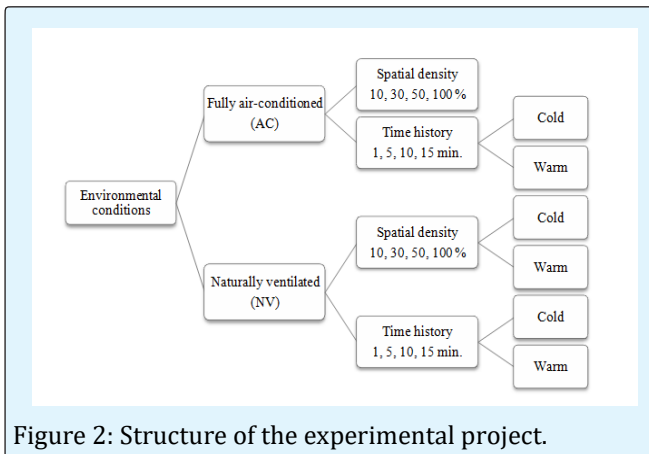 Environmental
conditions
Fully air-conditioned
(AC)
Spatial density
10, 30, 50, 100%
Time history
1, 5, 10, 15 min.
Cold
Warm
Naturally ventilated
(NV)
Spatial density
10, 30, 50, 100%
Cold
Warm
Time history
1, 5, 10, 15 min.
Cold
Warm
Figure 2: Structure of the experimental project.